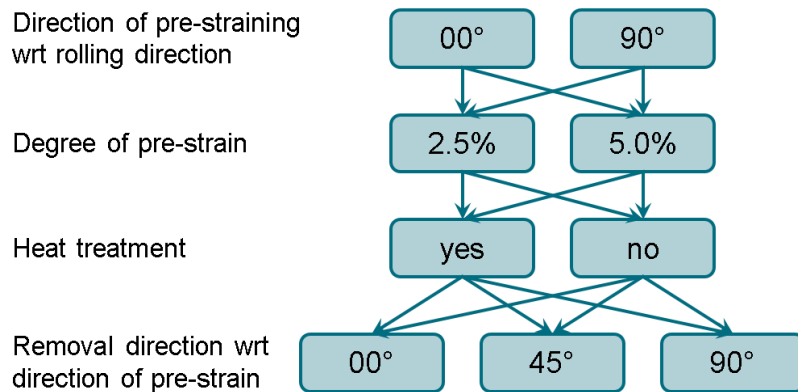 Direction of pre-straining
wrt rolling direction
00°
90°
Degree of pre-strain
2.5%
5.0%
Heat treatment
yes
no
Removal direction wrt
direction of pre-strain
00°
45°
90°